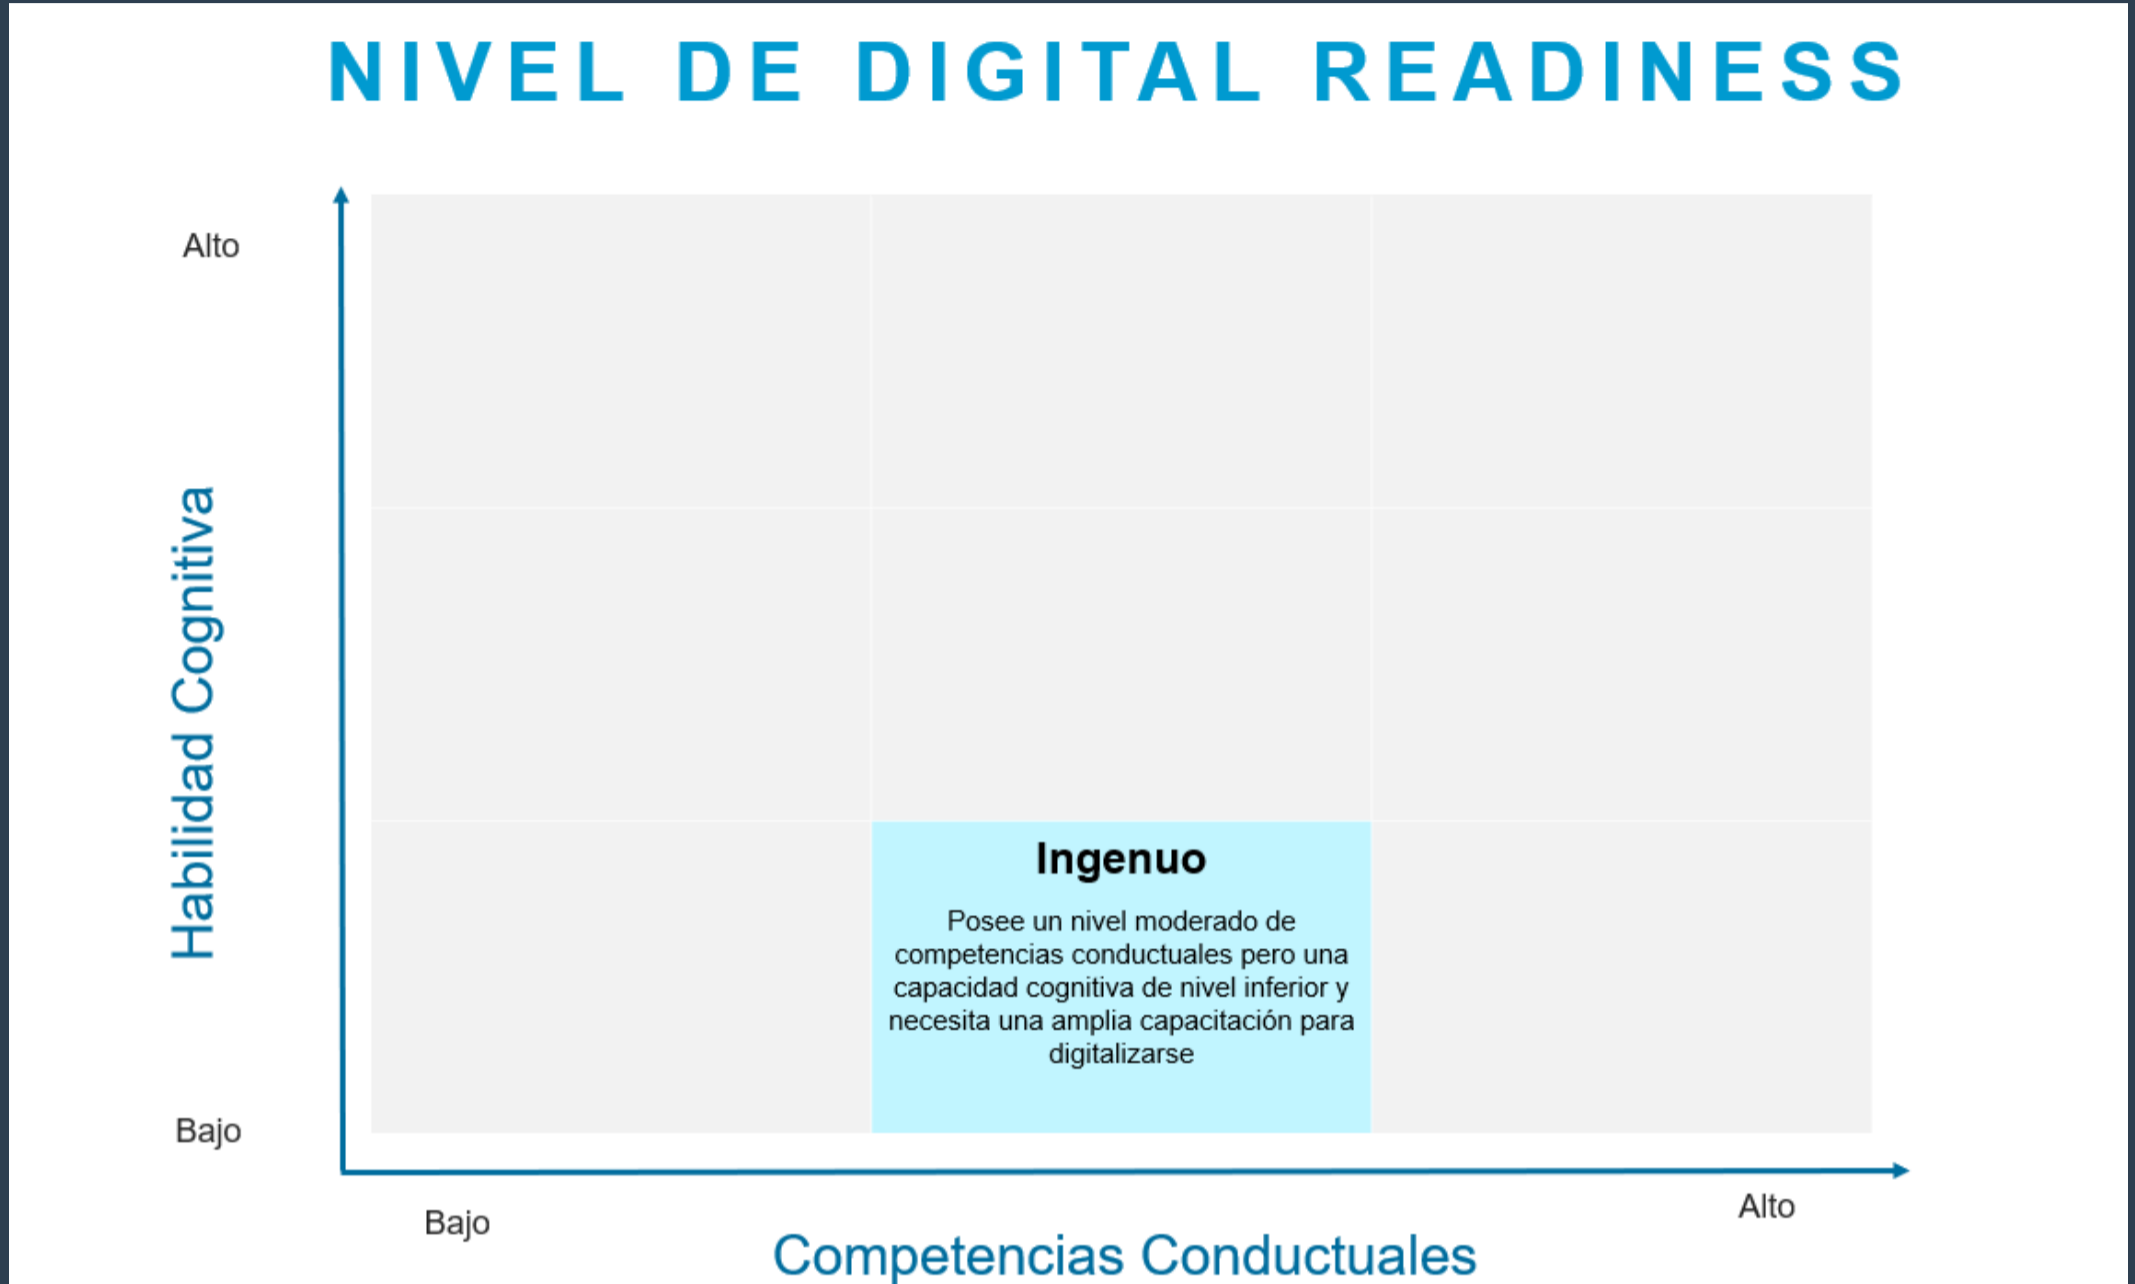 NIVEL DE DIGITAL READINESS
Alto
Habilidad Cognitiva
Ingenuo
Posee un nivel moderado de
competencias conductuales pero una
capacidad cognitiva de nivel inferior y
necesita una amplia capacitación para
digitalizarse
Bajo
Bajo
Alto
Competencias Conductuales